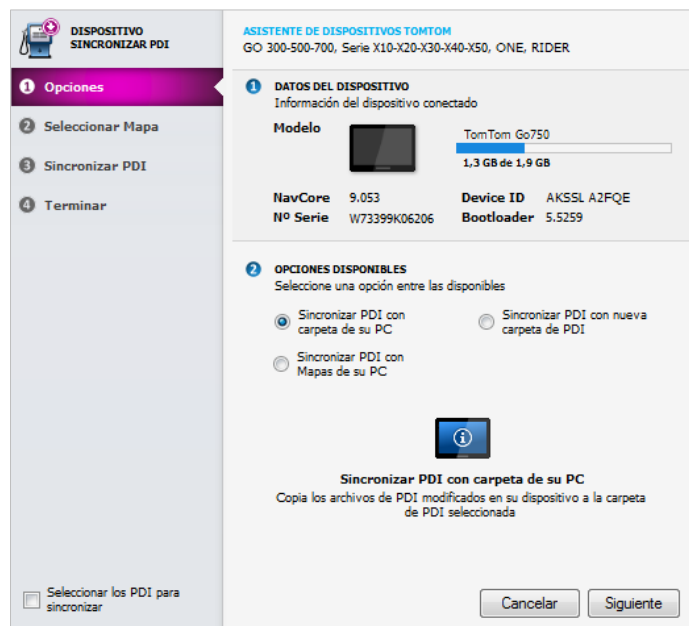 DISPOSITIVO
SINCRONIZAR PDI
1 Opciones
2 Seleccionar Mapa
3 Sincronizar PDI
4 Terminar
Seleccionar los PDI para
sincronizar
ASISTENTE DE DISPOSITIVOS TOMTOM
GO 300-500-700, Serie X10-X20-X30-X40-X50, ONE, RIDER
1 DATOS DEL DISPOSITIVO
Información del dispositivo conectado
Modelo
TomTom Go750
1,3 GB de 1,9 GB
NavCore 9.053 Device ID AKSSL A2FQE
Nº Serie W73399K06206 Bootloader 5.5259
2 OPCIONES DISPONIBLES
Seleccione una opción entre las disponibles
Sincronizar PDI con
carpeta de su PC
Sincronizar PDI con nueva
carpeta de PDI
Sincronizar PDI con
Mapas de su PC
Sincronizar PDI con carpeta de su PC
Copia los archivos de PDI modificados en su dispositivo a la carpeta
de PDI seleccionada
Cancelar Siguiente